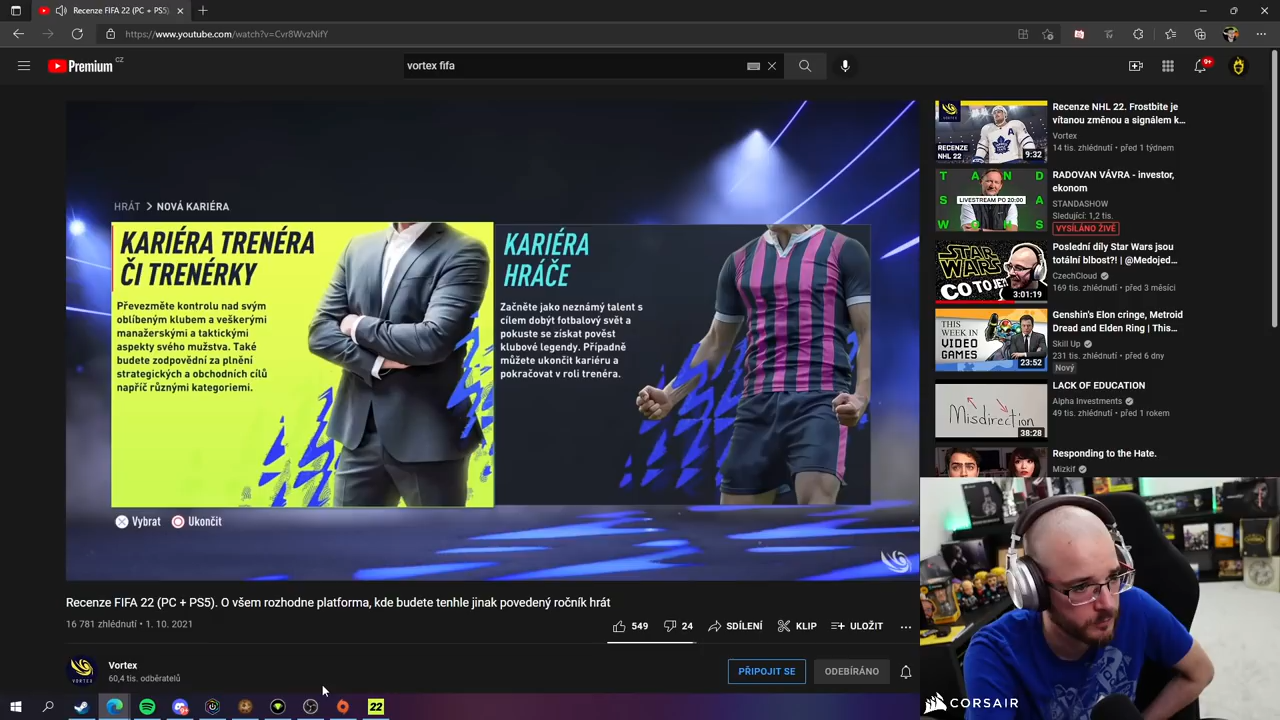 Recenze FIFA 22 (PC + PS5)
https://www.youtube.com/watch?v=Cvr8WvzNifY
Premium CZ
vortex fifa
9+
HRÁT > NOVÁ KARIÉRA
KARIÉRA TRENÉRA
ČI TRENÉRKY
Převezměte kontrolu nad svým
oblíbeným klubem a veškerými
manažerskými a taktickými
aspekty svého mužstva. Také
budete zodpovědní za plnění
strategických a obchodních cílů
napříč různými kategoriemi.
KARIÉRA
HRÁČE
Začněte jako neznámý talent s
cílem dobýt fotbalový svět a
pokuste se získat pověst
klubové legendy. Případně
můžete ukončit kariéru a
pokračovat v roli trenéra.
Vybrat
Ukončit
Recenze FIFA 22 (PC + PS5). O všem rozhodne platforma, kde budete tenhle jinak povedený ročník hrát
16 781 zhlédnutí • 1. 10. 2021
549
24
SDÍLENÍ
KLIP
ULOŽIT
Vortex
60,4 tis. odběratelů
PŘIPOJIT SE
ODEBÍRÁNO
VORTEX
RECENZE
NHL 22
9:32
Recenze NHL 22. Frostbite je
vítanou změnou a signálem k...
Vortex
14 tis. zhlédnutí • před 1 týdnem
T A N D
S A
LIVESTREAM PO 20:00
RADOVAN VÁVRA - investor,
ekonom
STANDASHOW
Sledující: 1,2 tis.
VYSÍLÁNO ŽIVĚ
STAR
WARS
CO TO JE
3:01:19
Poslední díly Star Wars jsou
totální blbost?! | @Medojed...
CzechCloud
169 tis. zhlédnutí • před 3 měsíci
THIS
WEEK IN
VIDEO
GAMES
23:52
Genshin's Elon cringe, Metroid
Dread and Elden Ring | This...
Skill Up
231 tis. zhlédnutí • před 6 dny
Nový
Misdirection
38:28
LACK OF EDUCATION
Alpha Investments
49 tis. zhlédnutí • před 1 rokem
Responding to the Hate.
Mizkif
22
CORSAIR